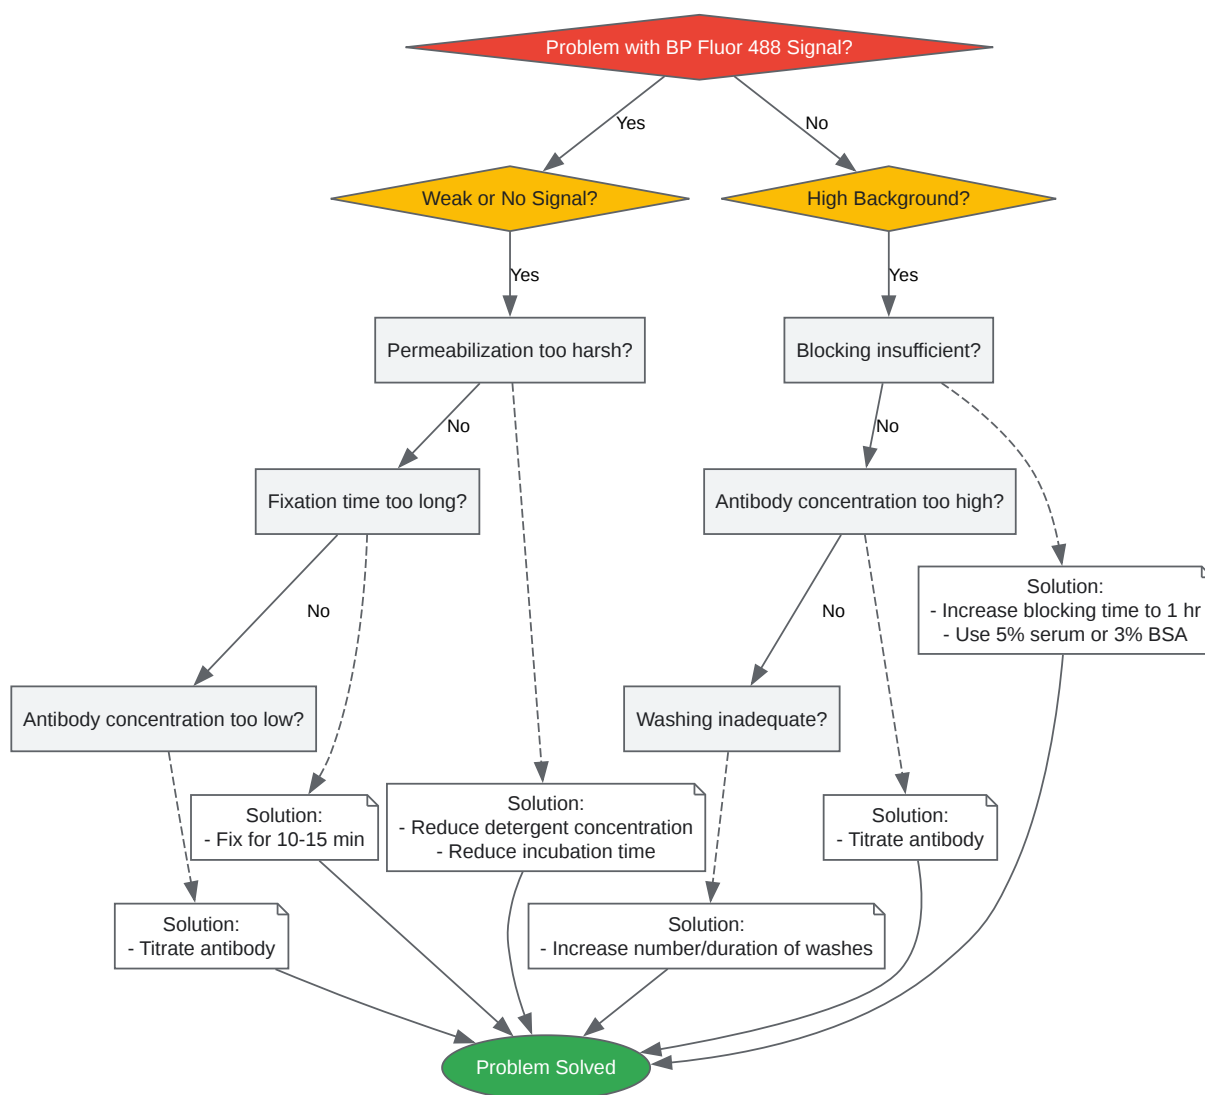 Problem with BP Fluor 488 Signal?
Yes
No
Weak or No Signal?
High Background?
Yes
Yes
Permeabilization too harsh?
Blocking insufficient?
No
No
Fixation time too long?
Antibody concentration too high?
No
No
Solution:
- Increase blocking time to 1 hr
- Use 5% serum or 3% BSA
Antibody concentration too low?
Washing inadequate?
Solution:
- Fix for 10-15 min
Solution:
- Reduce detergent concentration
- Reduce incubation time
Solution:
- Titrate antibody
Solution:
- Titrate antibody
Solution:
- Increase number/duration of washes
Problem Solved